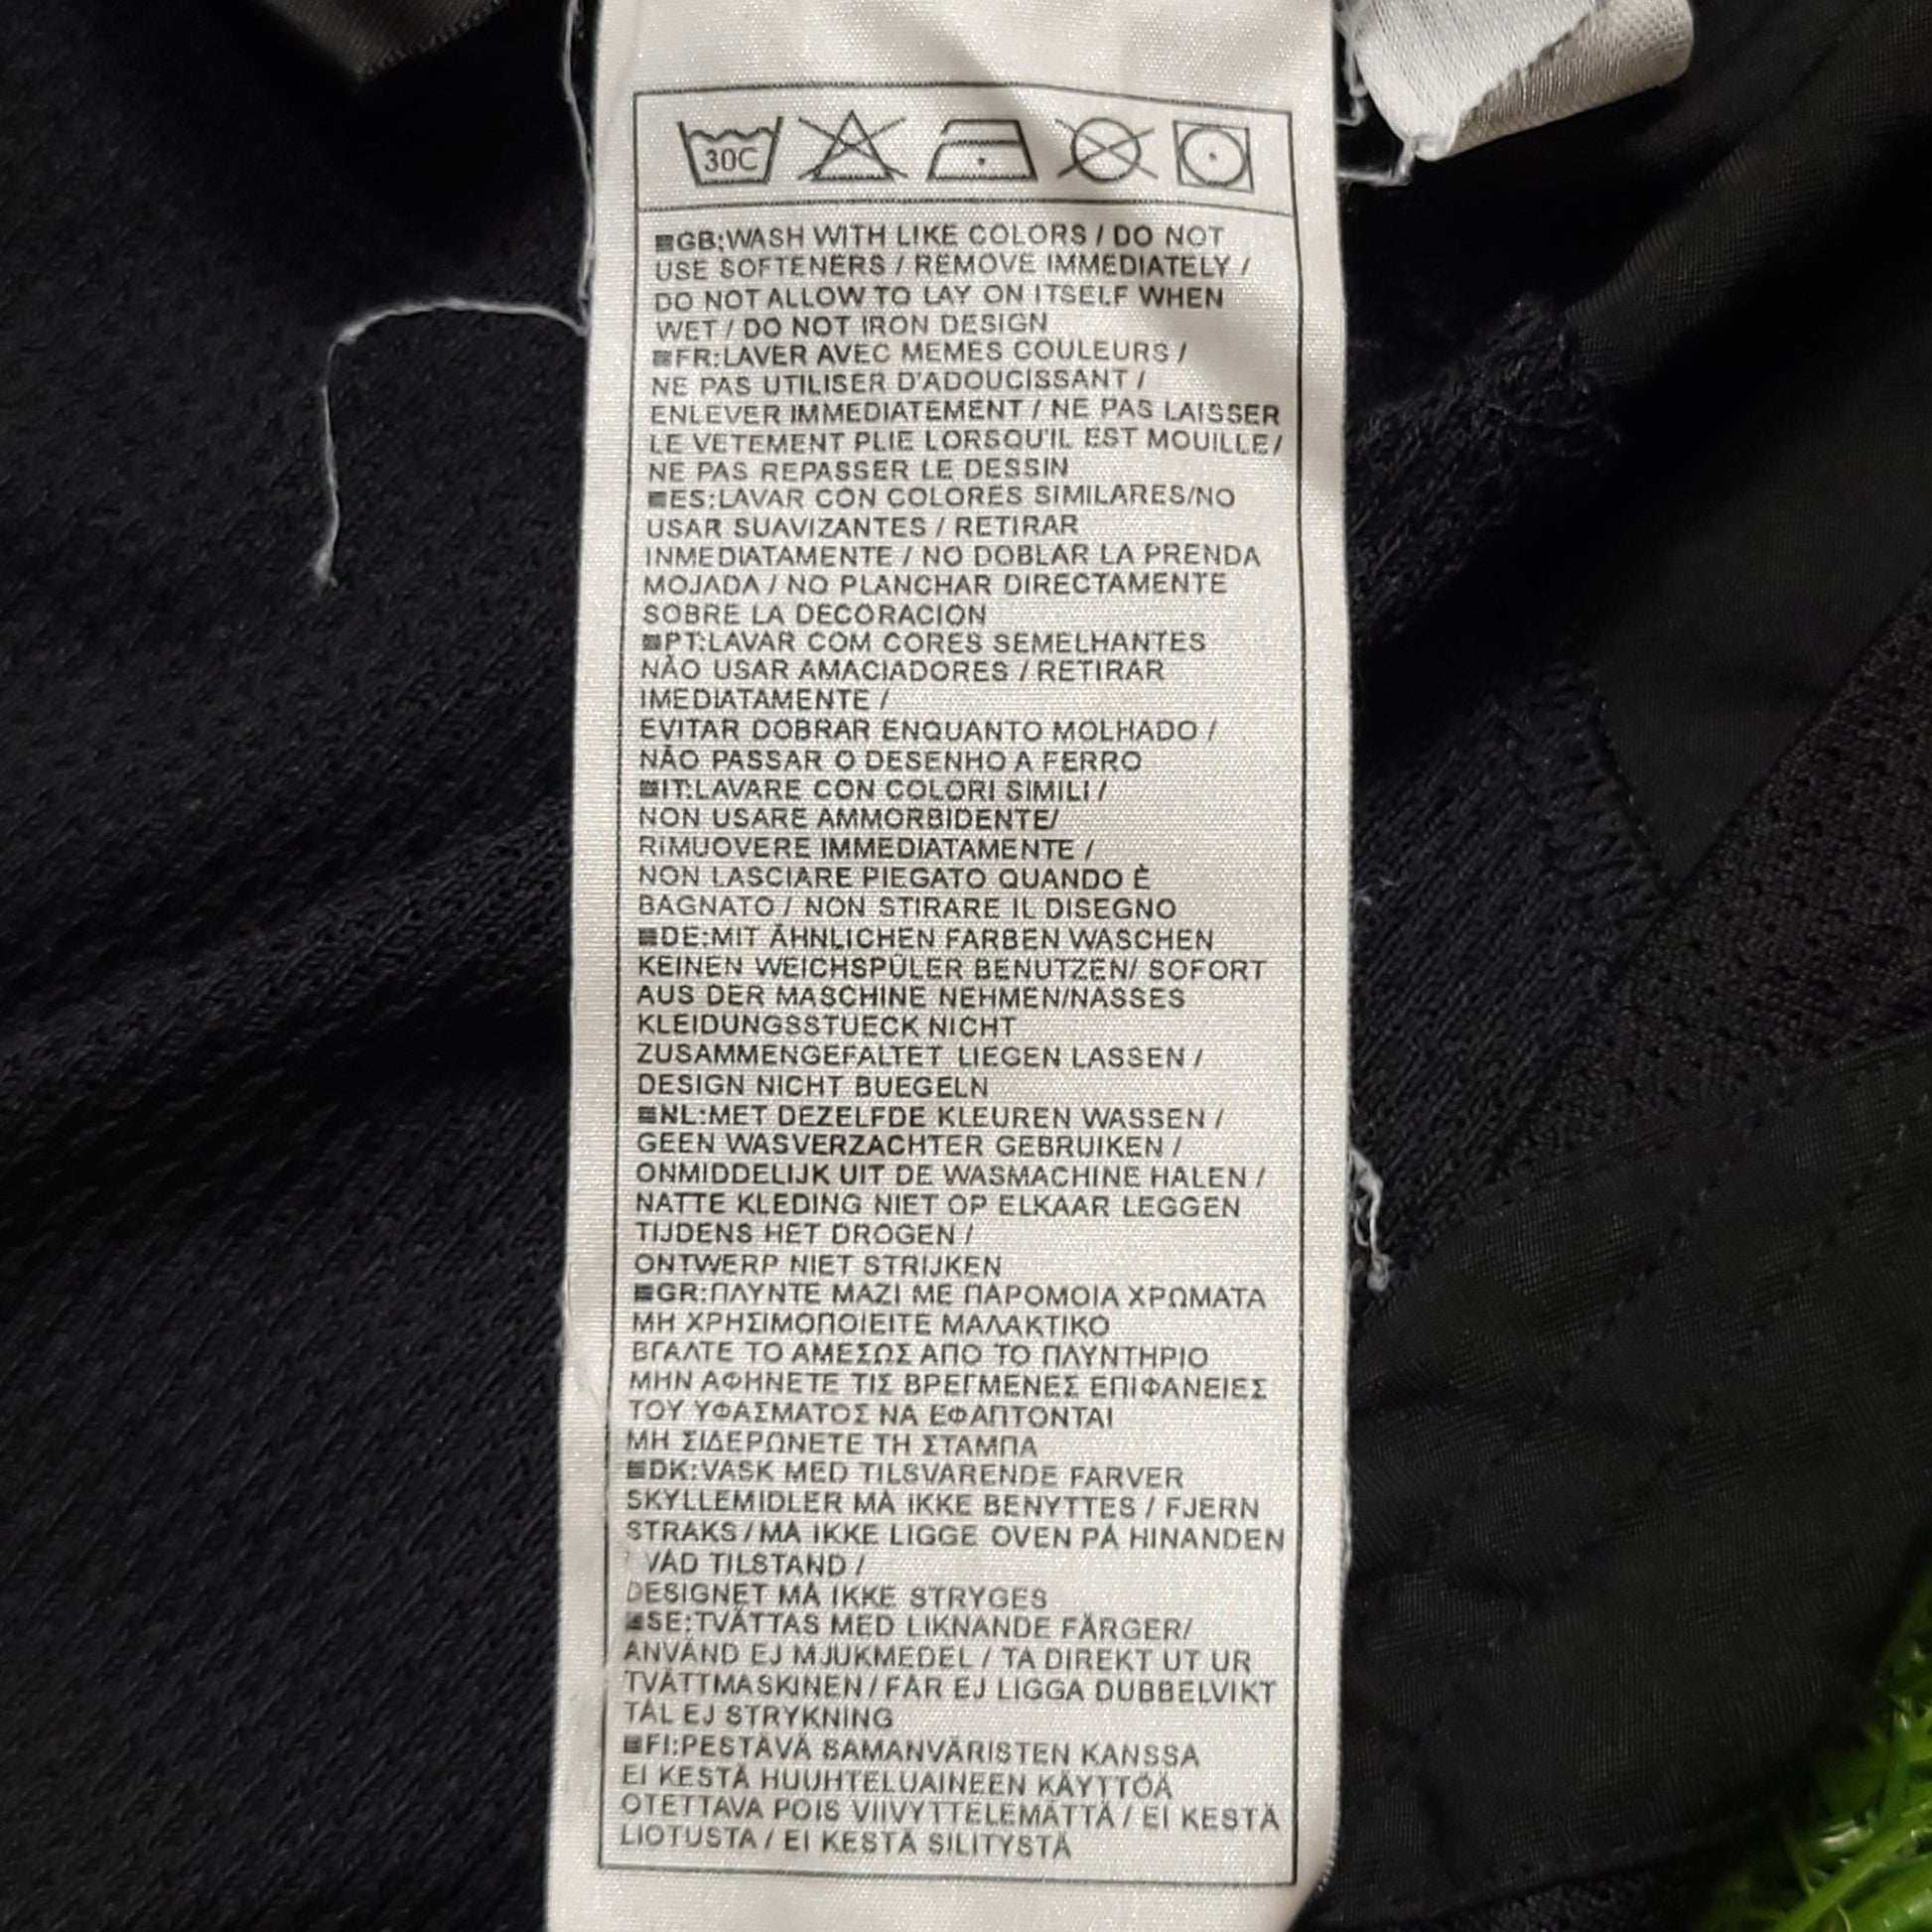 30C
GB:WASH WITH LIKE COLORS / DO NOT
USE SOFTENERS / REMOVE IMMEDIATELY /
DO NOT ALLOW TO LAY ON ITSELF WHEN
WET / DO NOT IRON DESIGN
FR:LAVER AVEC MEMES COULEURS /
NE PAS UTILISER D'ADOUCISSANT /
ENLEVER IMMEDIATEMENT / NE PAS LAISSER
LE VETEMENT PLIE LORSQU'IL EST MOUILLE/
NE PAS REPASSER LE DESSIN
ES:LAVAR CON COLORES SIMILARES/NO
USAR SUAVIZANTES / RETIRAR
INMEDIATAMENTE / NO DOBLAR LA PRENDA
MOJADA / NO PLANCHAR DIRECTAMENTE
SOBRE LA DECORACION
PT:LAVAR COM CORES SEMELHANTES
NÃO USAR AMACIADORES / RETIRAR
IMEDIATAMENTE /
EVITAR DOBRAR ENQUANTO MOLHADO /
NÃO PASSAR O DESENHO A FERRO
IT:LAVARE CON COLORI SIMILI /
NON USARE AMMORBIDENTE/
RIMUOVERE IMMEDIATAMENTE /
NON LASCIARE PIEGATO QUANDO È
BAGNATO / NON STIRARE IL DISEGNO
DE:MIT ÄHNLICHEN FARBEN WASCHEN
KEINEN WEICHSPÜLER BENUTZEN/ SOFORT
AUS DER MASCHINE NEHMEN/NASSES
KLEIDUNGSSTUECK NICHT
ZUSAMMENGEFALTET LIEGEN LASSEN /
DESIGN NICHT BUEGELN
NL:MET DEZELFDE KLEUREN WASSEN /
GEEN WASVERZACHTER GEBRUIKEN /
ONMIDDELIJK UIT DE WASMACHINE HALEN /
NATTE KLEDING NIET OP ELKAAR LEGGEN
TIJDENS HET DROGEN /
ONTWERP NIET STRIJKEN
GR:ΠΛΥΝΤΕ ΜΑΖΙ ΜΕ ΠΑΡΟΜΟΙΑ ΧΡΩΜΑΤΑ
ΜΗ ΧΡΗΣΙΜΟΠΟΙΕΙΤΕ ΜΑΛΑΚΤΙΚΟ
ΒΓΑΛΤΕ ΤΟ ΑΜΕΣΩΣ ΑΠΟ ΤΟ ΠΛΥΝΤΗΡΙΟ
ΜΗΝ ΑΦΗΝΕΤΕ ΤΙΣ ΒΡΕΓΜΕΝΕΣ ΕΠΙΦΑΝΕΙΕΣ
ΤΟΥ ΥΦΑΣΜΑΤΟΣ ΝΑ ΕΦΑΠΤΟΝΤΑΙ
ΜΗ ΣΙΔΕΡΩΝΕΤΕ ΤΗ ΣΤΑΜΠΑ
DK:VASK MED TILSVARENDE FARVER
SKYLLEMIDLER MÅ IKKE BENYTTES / FJERN
STRAKS / MÅ IKKE LIGGE OVEN PÅ HINANDEN
VÅD TILSTAND /
DESIGNET MÅ IKKE STRYGES
SE:TVÄTTAS MED LIKNANDE FÄRGER/
ANVÄND EJ MJUKMEDEL / TA DIREKT UT UR
TVÄTTMASKINEN / FÅR EJ LIGGA DUBBELVIKT
TÅL EJ STRYKNING
FI:PESTÄVÄ SAMANVÄRISTEN KANSSA
EI KESTÄ HUUHTELUAINEEN KÄYTTÖÄ
OTETTAVA POIS VIIVYTTELEMÄTTÄ / EI KESTÄ
LIOTUSTA / EI KESTÄ SILITYSTÄ